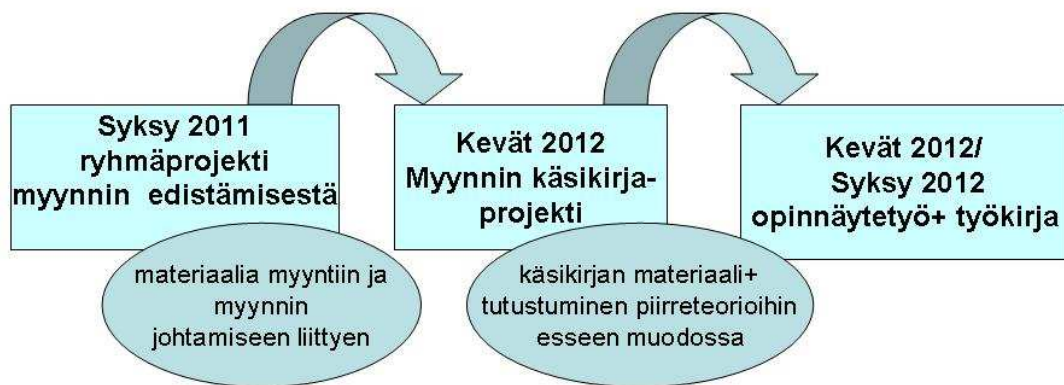 Syksy 2011
ryhmäprojekti
myynnin edistämisestä
materiaalia myyntiin ja
myynnin
johtamiseen liittyen
Kevät 2012
Myynnin käsikirja-
projekti
käsikirjan materiaali+
tutustuminen piirreteorioihin
esseen muodossa
Kevät 2012/
Syksy 2012
opinnäytetyö+ työkirja